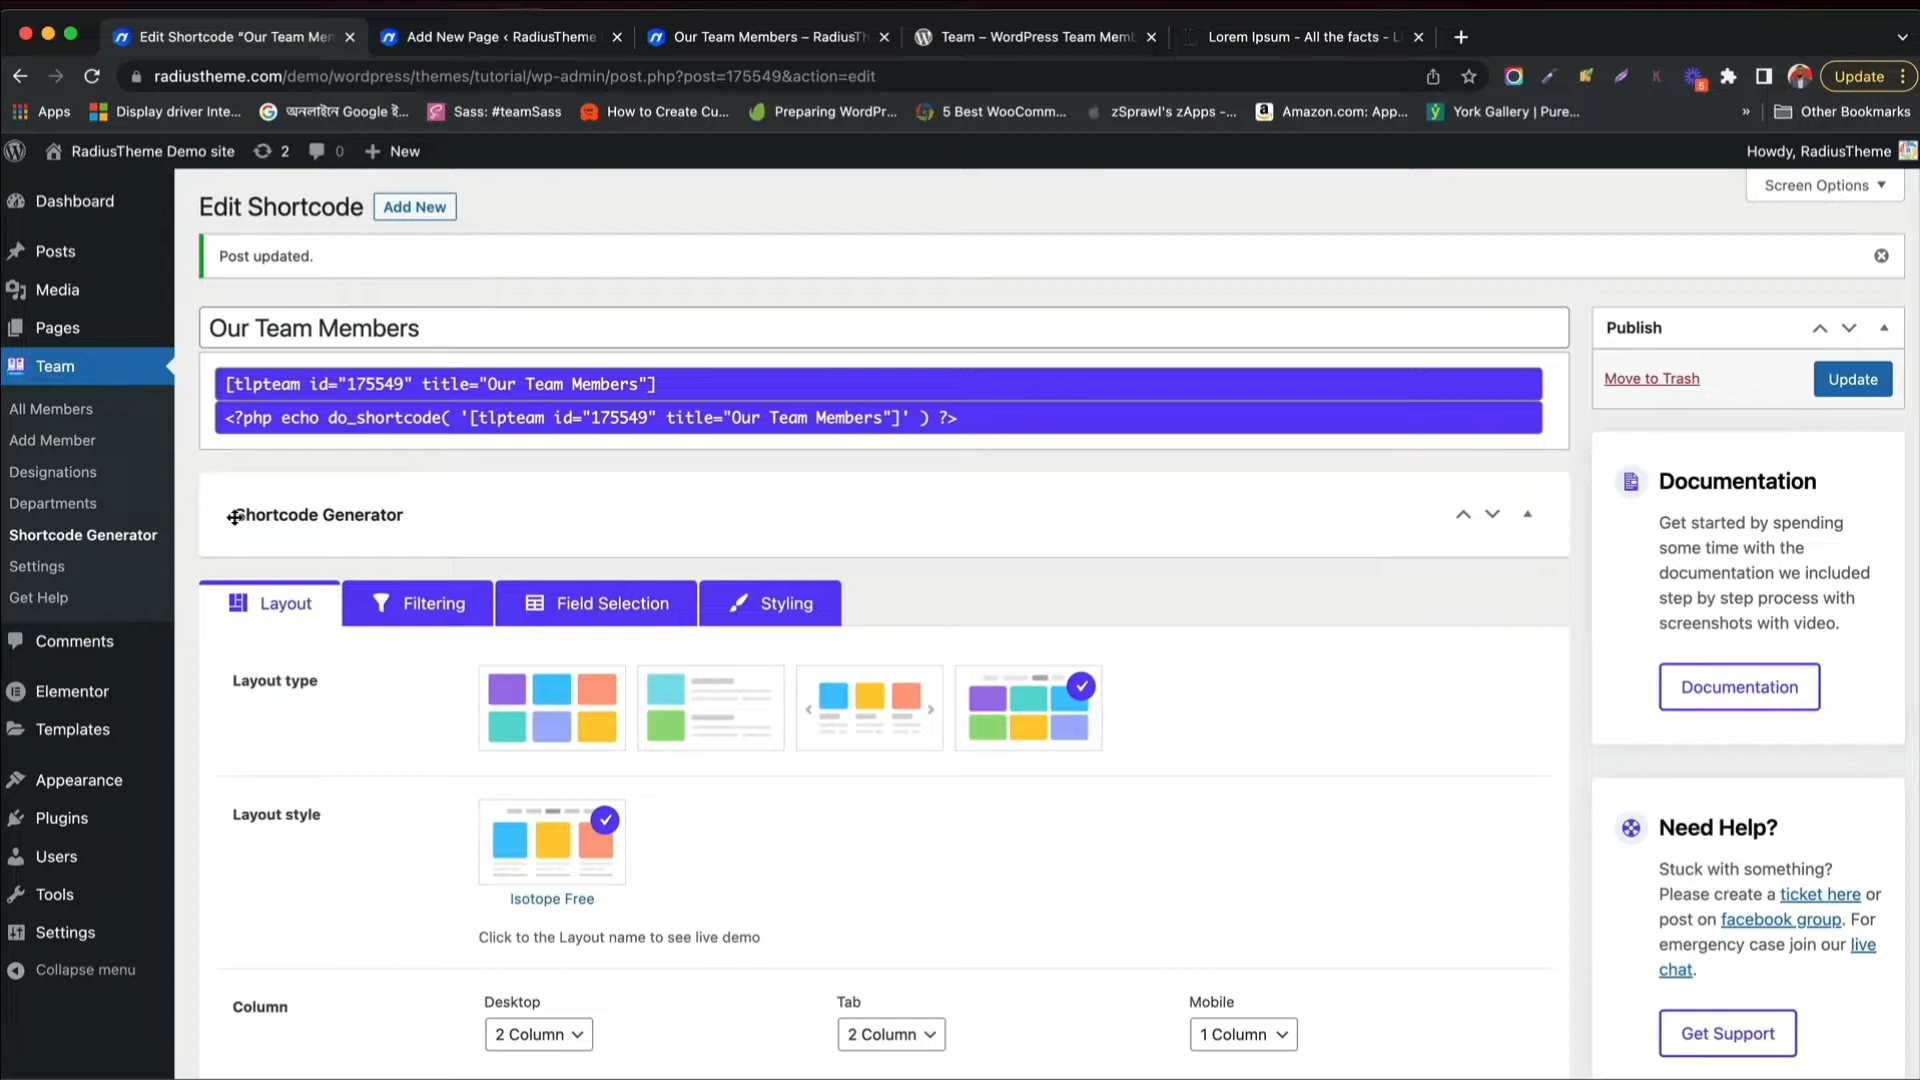 Edit Shortcode “Our Team Mem
Add New Page ‹ RadiusTheme
Our Team Members – RadiusTh
Team – WordPress Team Memb
Lorem Ipsum - All the facts - Li
radiustheme.com/demo/wordpress/themes/tutorial/wp-admin/post.php?post=175549&action=edit
K
5
Update
Apps
Display driver Inte...
অনলাইনে Google ই...
Sass: #teamSass
How to Create Cu...
Preparing WordPr...
5 Best WooComm...
zSprawl's zApps -...
Amazon.com: App...
York Gallery | Pure...
»
Other Bookmarks
RadiusTheme Demo site
2
0
New
Howdy, RadiusTheme
Screen Options
Dashboard
Posts
Media
Pages
Team
All Members
Add Member
Designations
Departments
Shortcode Generator
Settings
Get Help
Comments
Elementor
Templates
Appearance
Plugins
Users
Tools
Settings
Collapse menu
Edit Shortcode
Add New
Post updated.
Our Team Members
[tlpteam id="175549" title="Our Team Members"]
<?php echo do_shortcode( '[tlpteam id="175549" title="Our Team Members"]' ) ?>
Shortcode Generator
Layout
Filtering
Field Selection
Styling
Layout type
Layout style
Isotope Free
Click to the Layout name to see live demo
Column
Desktop
2 Column
Tab
2 Column
Mobile
1 Column
Publish
Move to Trash
Update
Documentation
Get started by spending
some time with the
documentation we included
step by step process with
screenshots with video.
Documentation
Need Help?
Stuck with something?
Please create a ticket here or
post on facebook group. For
emergency case join our live
chat.
Get Support